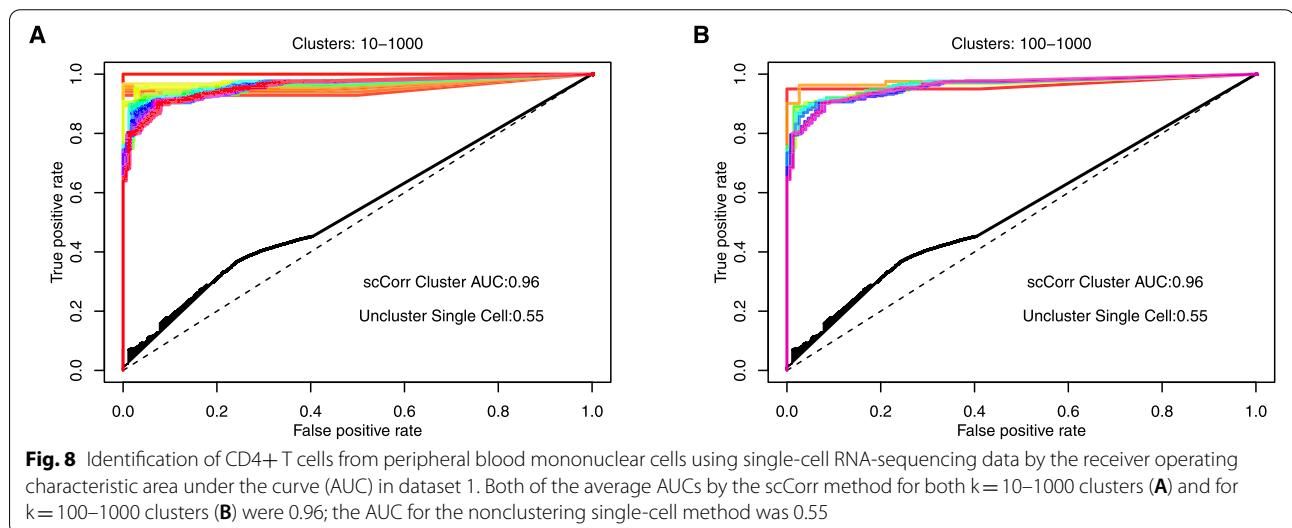 A
Clusters: 10–1000
True positive rate
1.0
0.8
0.6
0.4
0.2
0.0
scCorr Cluster AUC:0.96
Uncluster Single Cell:0.55
0.0 0.2 0.4 0.6 0.8 1.0
False positive rate
B
Clusters: 100–1000
True positive rate
1.0
0.8
0.6
0.4
0.2
0.0
scCorr Cluster AUC:0.96
Uncluster Single Cell:0.55
0.0 0.2 0.4 0.6 0.8 1.0
False positive rate
Fig. 8 Identification of CD4+ T cells from peripheral blood mononuclear cells using single-cell RNA-sequencing data by the receiver operating
characteristic area under the curve (AUC) in dataset 1. Both of the average AUCs by the scCorr method for both k = 10–1000 clusters (A) and for
k = 100–1000 clusters (B) were 0.96; the AUC for the nonclustering single-cell method was 0.55